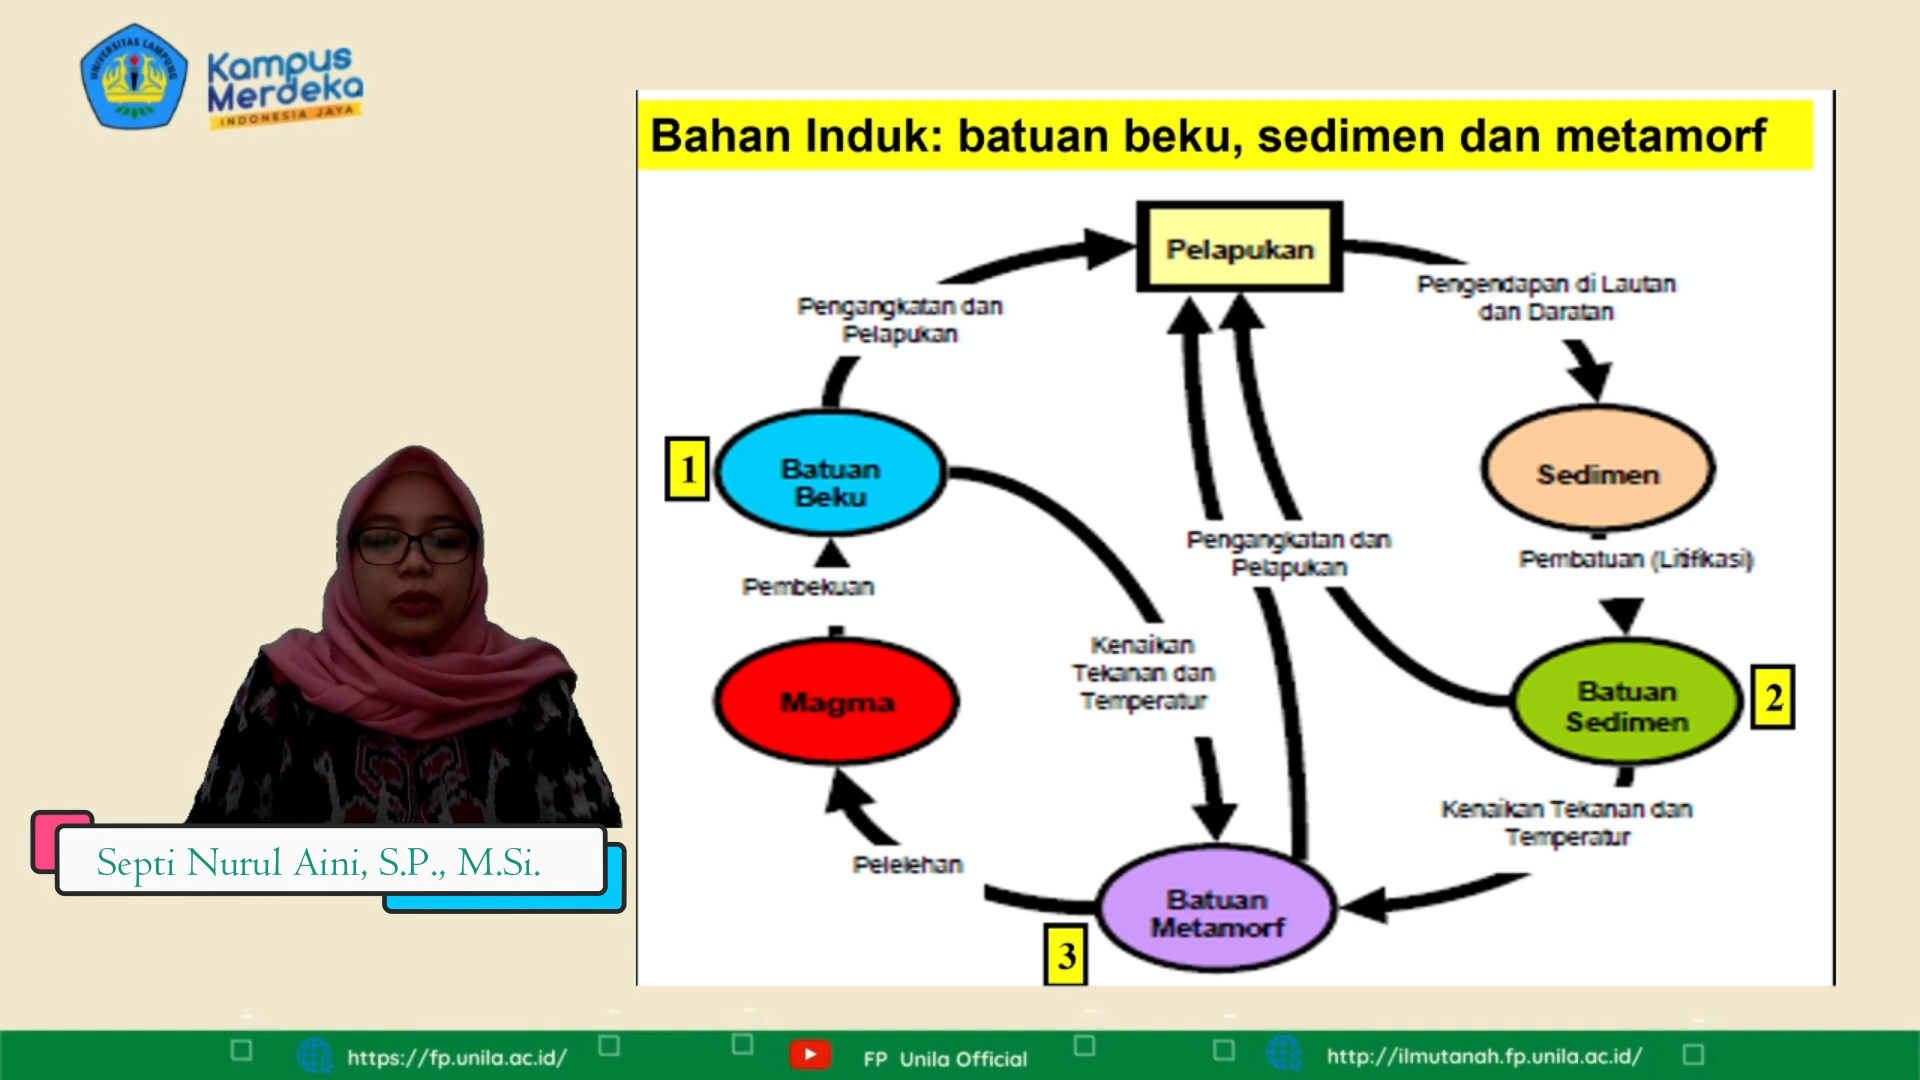 UNIVERSITAS LAMPUNG
Kampus
Merdeka
INDONESIA JAYA
Bahan Induk: batuan beku, sedimen dan metamorf
Pelapukan
Pengangkatan dan
Pelapukan
Pengendapan di Lautan
dan Daratan
1
Batuan
Beku
Sedimen
Pengangkatan dan
Pelapukan
Pembatuan (Litifikasi)
Pembekuan
Kenaikan
Tekanan dan
Temperatur
Magma
Batuan
Sedimen
2
Kenaikan Tekanan dan
Temperatur
Pelelehan
Batuan
Metamorf
3
Septi Nurul Aini, S.P., M.Si.
https://fp.unila.ac.id/
FP Unila Official
http://ilmutanah.fp.unila.ac.id/